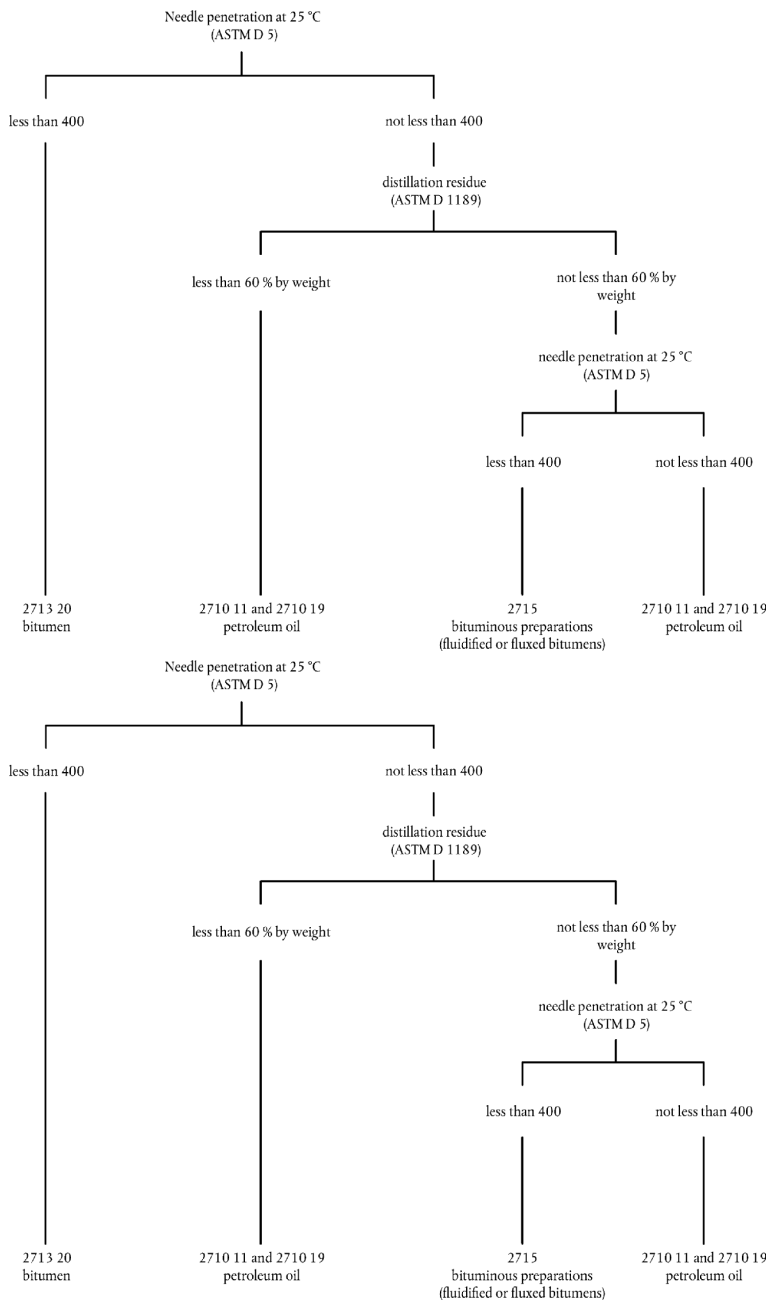 Needle penetration at 25 °C
(ASTM D 5)
less than 400
not less than 400
distillation residue
(ASTM D 1189)
less than 60 % by weight
not less than 60 % by
weight
needle penetration at 25 °C
(ASTM D 5)
less than 400
not less than 400
2713 20
bitumen
2710 11 and 2710 19
petroleum oil
2715
bituminous preparations
(fluidified or fluxed bitumens)
2710 11 and 2710 19
petroleum oil
Needle penetration at 25 °C
(ASTM D 5)
less than 400
not less than 400
distillation residue
(ASTM D 1189)
less than 60 % by weight
not less than 60 % by
weight
needle penetration at 25 °C
(ASTM D 5)
less than 400
not less than 400
2713 20
bitumen
2710 11 and 2710 19
petroleum oil
2715
bituminous preparations
(fluidified or fluxed bitumens)
2710 11 and 2710 19
petroleum oil